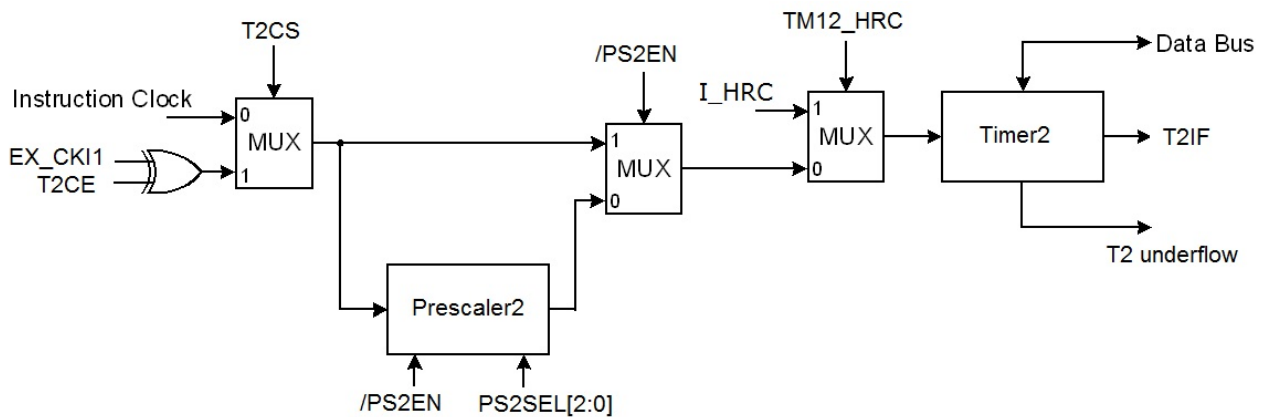 T2CS
TM12_HRC
/PS2EN
Data Bus
Instruction Clock
0
MUX
I_HRC
1
MUX
Timer2
T2IF
EX_CKI1
T2CE
1
1
MUX
0
0
T2 underflow
Prescaler2
/PS2EN
PS2SEL[2:0]